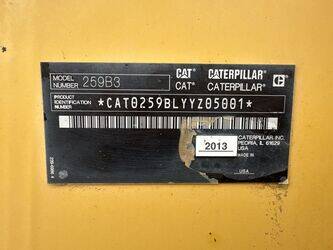 MODEL NUMBER 259B3
CAT CATERPILLAR C
CAT CATERPILLAR
PRODUCT IDENTIFICATION NUMBER *CAT0259BLYYZ05001*
CATERPILLAR INC.
PEORIA, IL 61629
USA
2013
MADE IN
USA